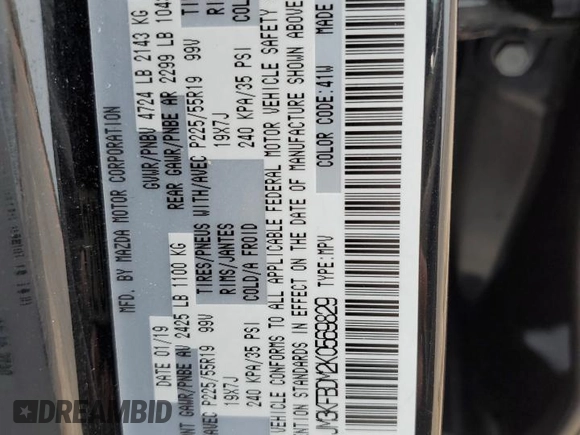 MFD. BY MAZDA MOTOR CORPORATION
DATE 01/19 GVWR/PNBV 4724 LB 2143 KG
GAWR/PNBE AV 2425 LB 1100 KG REAR GAWR/PNBE AR 2299 LB
WITH/AVEC P225/55R19 99V TIRES/PNEUS WITH/AVEC P225/55R19 99V
19X7J RIMS/JANTES 19X7J
240 KPA/35 PSI COLD/A FROID 240 KPA/35 PSI
VEHICLE CONFORMS TO ALL APPLICABLE FEDERAL MOTOR VEHICLE SAFETY
STANDARDS IN EFFECT ON THE DATE OF MANUFACTURE SHOWN ABOVE
JM3KFBDY2K0569829 TYPE:MPV COLOR CODE:41W MADE
AUTOBIDCARD